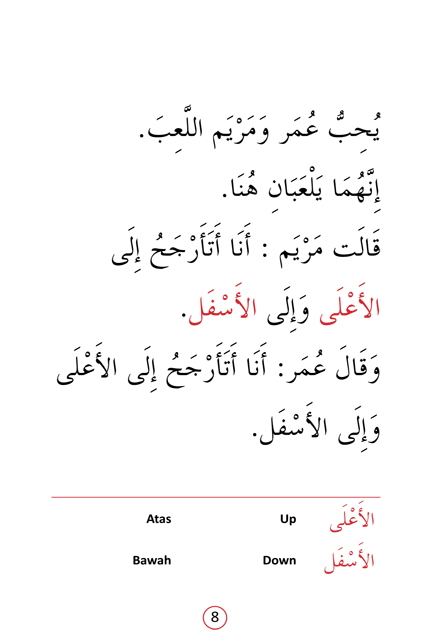 يُحِبُّ عُمَر وَمَرْيَم اللَّعِبَ.
إِنَّهُمَا يَلْعَبَانِ هُنَا.
قَالَت مَرْيَم : أَنَا أَتَأَرْجَحُ إِلَى
الأَعْلَى وَإِلَى الأَسْفَل.
وَقَالَ عُمَر: أَنَا أَتَأَرْجَحُ إِلَى الأَعْلَى
وَإِلَى الأَسْفَل.
الأَعْلَى Up Atas
الأَسْفَل Down Bawah
8